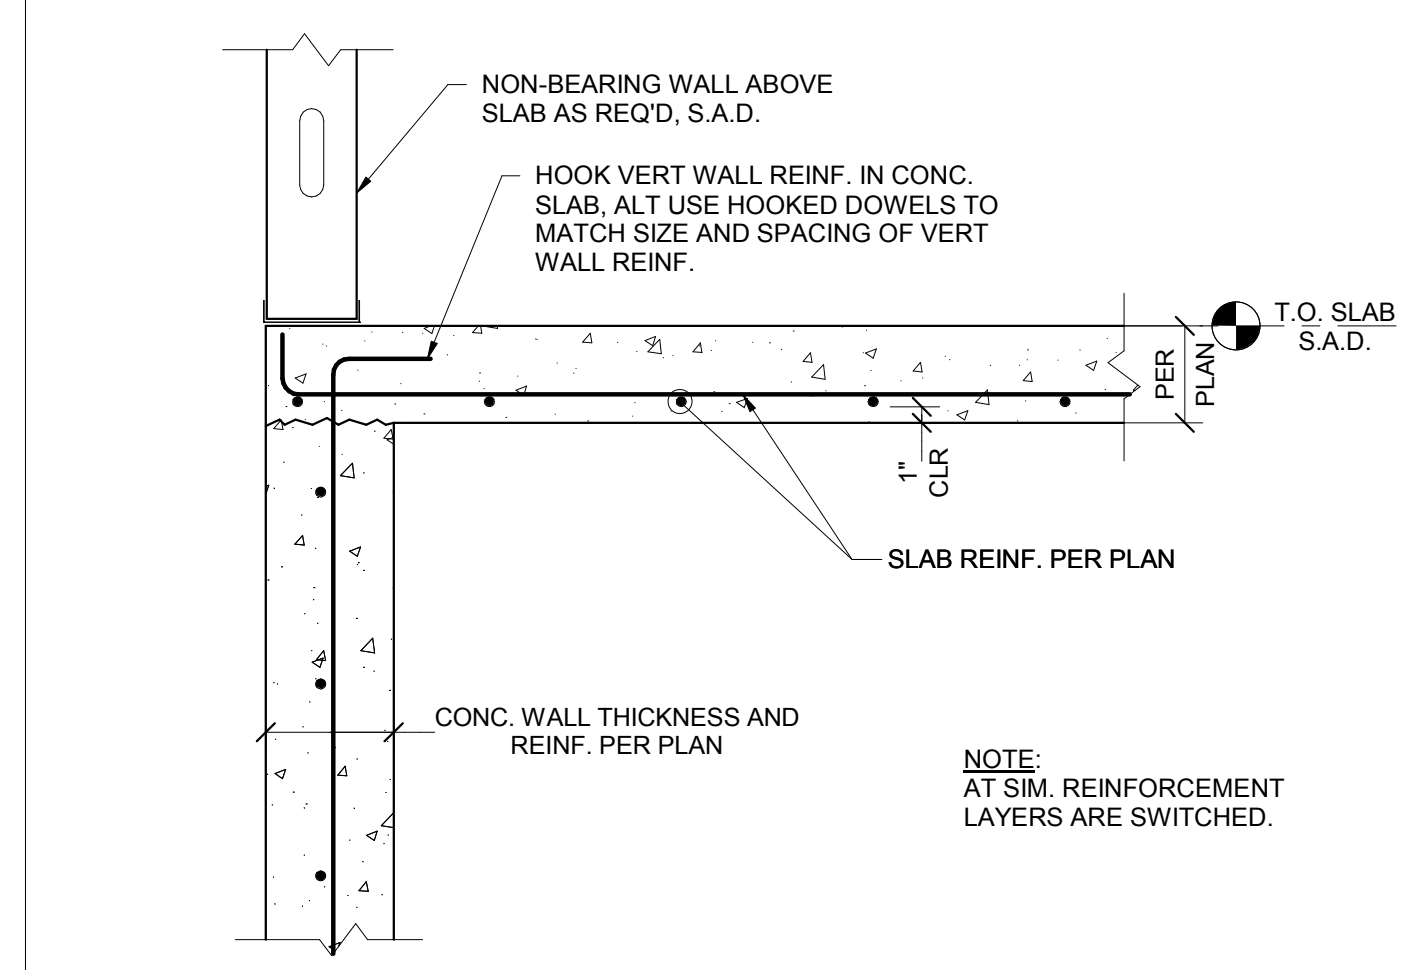 NON-BEARING WALL ABOVE
SLAB AS REQ'D, S.A.D.
HOOK VERT WALL REINF. IN CONC.
SLAB, ALT USE HOOKED DOWELS TO
MATCH SIZE AND SPACING OF VERT
WALL REINF.
T.O. SLAB
S.A.D.
PER
PLAN
1"
CLR
SLAB REINF. PER PLAN
CONC. WALL THICKNESS AND
REINF. PER PLAN
NOTE:
AT SIM. REINFORCEMENT
LAYERS ARE SWITCHED.